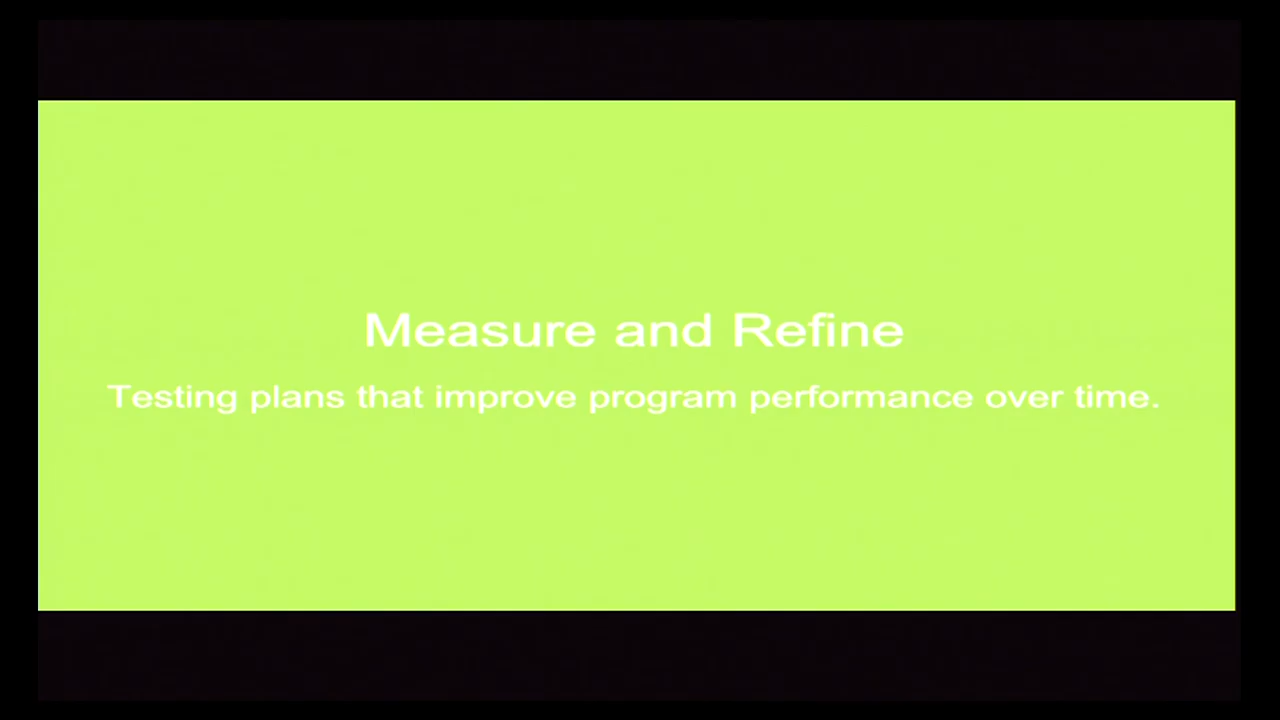 Measure and Refine
Testing plans that improve program performance over time.